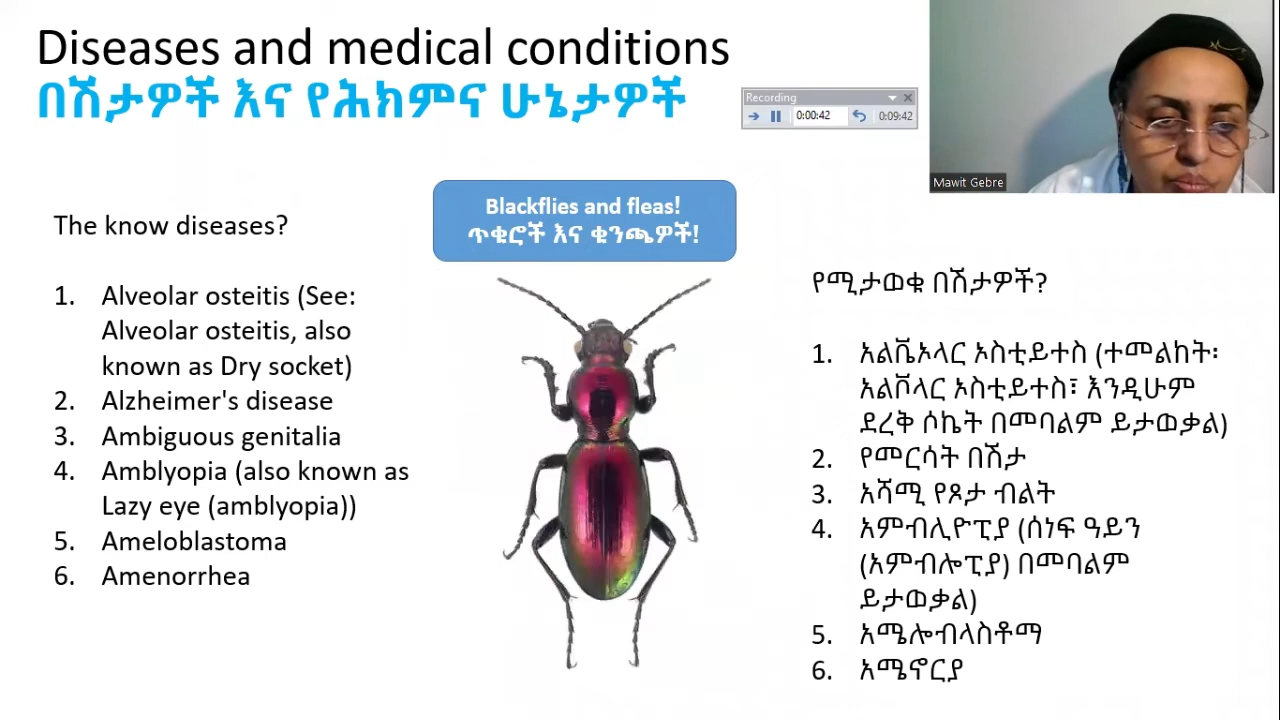 Diseases and medical conditions
በሽታዎች እና የሕክምና ሁኔታዎች
Recording
0:00:42
0:09:42
Mawit Gebre
Blackflies and fleas!
ጥቁሮች እና ቁንጫዎች!
The know diseases?
1. Alveolar osteitis (See:
Alveolar osteitis, also
known as Dry socket)
2. Alzheimer's disease
3. Ambiguous genitalia
4. Amblyopia (also known as
Lazy eye (amblyopia))
5. Ameloblastoma
6. Amenorrhea
የሚታወቁ በሽታዎች?
1. አልቬኦላር ኦስቲይተስ (ተመልከት፡
አልቮላር ኦስቲይተስ፣ እንዲሁም
ደረቅ ሶኬት በመባልም ይታወቃል)
2. የመርሳት በሽታ
3. አሻሚ የጾታ ብልት
4. አምብሊዮፒያ (ሰነፍ ዓይን
(አምብሎፒያ) በመባልም
ይታወቃል)
5. አሜሎብላስቶማ
6. አሜኖርያ